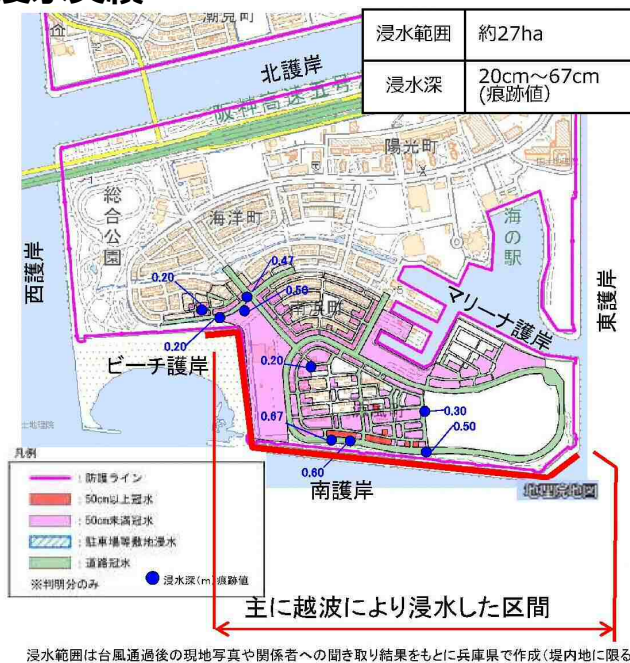 潮見町
浸水範囲 約27ha
浸水深 20cm～67cm
(痕跡値)
北護岸
阪神高速五号
陽光町
総合公園
海洋町
海の駅
西護岸
東護岸
0.47
0.20
0.50
南浜町
マリーナ護岸
0.20
ビーチ護岸
0.20
0.30
0.67
0.50
0.60
南護岸
地理院地図
凡例
：防護ライン
：50cm以上冠水
：50cm未満冠水
：駐車場等敷地浸水
：道路冠水
※判明分のみ
浸水深(m)痕跡値
主に越波により浸水した区間
浸水範囲は台風通過後の現地写真や関係者への聞き取り結果をもとに兵庫県で作成(堤内地に限る